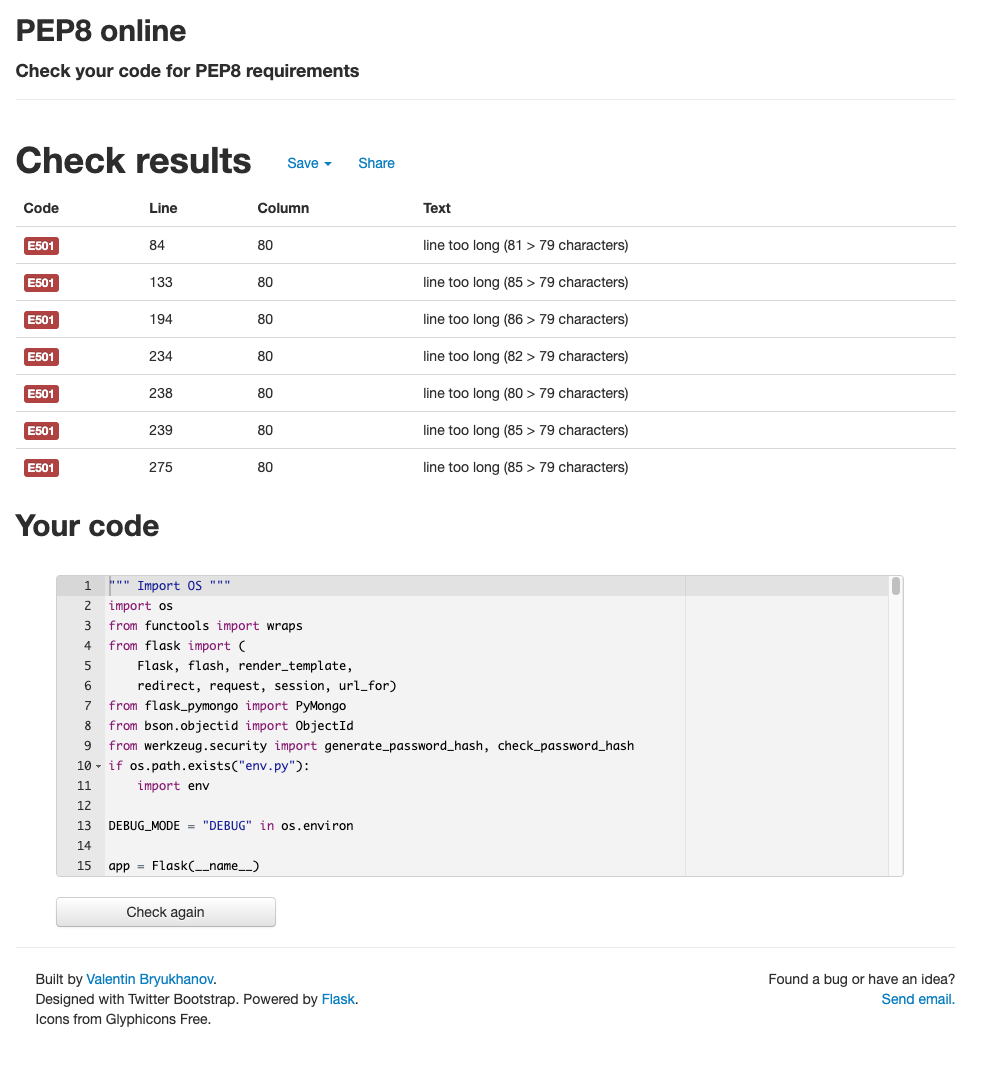 PEP8 online
Check your code for PEP8 requirements
Check results Save Share
Code Line Column Text
E501 84 80 line too long (81 > 79 characters)
E501 133 80 line too long (85 > 79 characters)
E501 194 80 line too long (86 > 79 characters)
E501 234 80 line too long (82 > 79 characters)
E501 238 80 line too long (80 > 79 characters)
E501 239 80 line too long (85 > 79 characters)
E501 275 80 line too long (85 > 79 characters)
Your code
1 """ Import OS """
2 import os
3 from functools import wraps
4 from flask import (
5     Flask, flash, render_template,
6     redirect, request, session, url_for)
7 from flask_pymongo import PyMongo
8 from bson.objectid import ObjectId
9 from werkzeug.security import generate_password_hash, check_password_hash
10 if os.path.exists("env.py"):
11     import env
12
13 DEBUG_MODE = "DEBUG" in os.environ
14
15 app = Flask(__name__)
Check again
Built by Valentin Bryukhanov.
Designed with Twitter Bootstrap. Powered by Flask.
Icons from Glyphicons Free.
Found a bug or have an idea?
Send email.